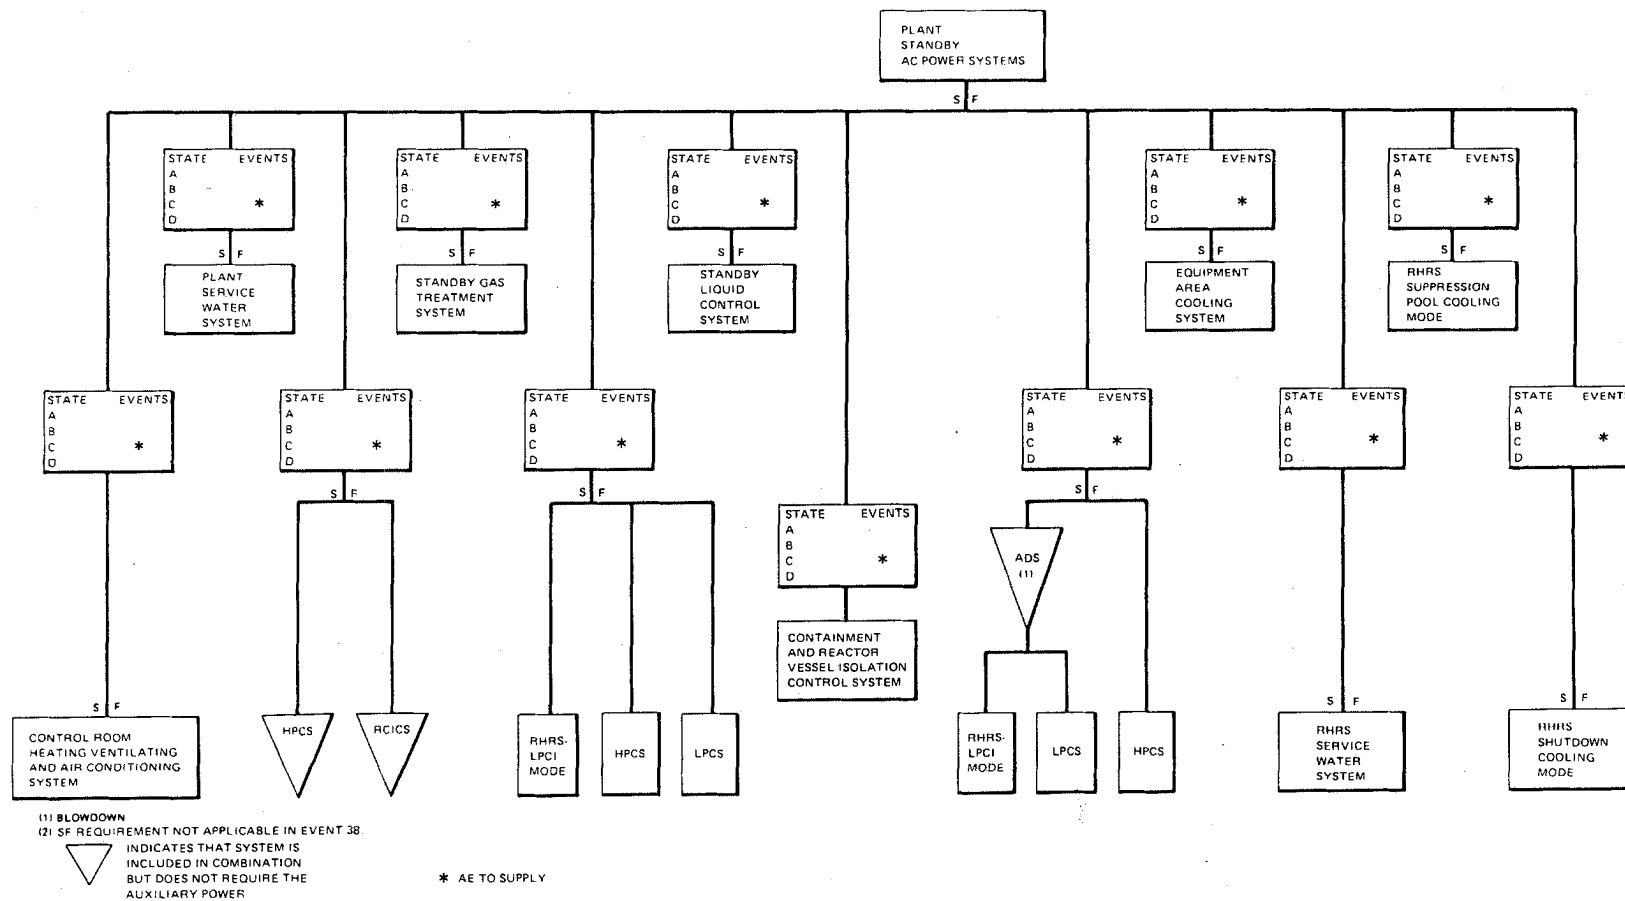 PLANT
STANDBY
AC POWER SYSTEMS
S F
STATE EVENTS
A
B
C *
D
S F
PLANT
SERVICE
WATER
SYSTEM
STATE EVENTS
A
B
C *
D
S F
STANDBY GAS
TREATMENT
SYSTEM
STATE EVENTS
A
B
C *
D
S F
STANDBY
LIQUID
CONTROL
SYSTEM
STATE EVENTS
A
B
C *
D
S F
EQUIPMENT
AREA
COOLING
SYSTEM
STATE EVENTS
A
B
C *
D
S F
RHRS
SUPPRESSION
POOL COOLING
MODE
STATE EVENTS
A
B
C *
D
S F
CONTROL ROOM
HEATING VENTILATING
AND AIR CONDITIONING
SYSTEM
STATE EVENTS
A
B
C *
D
S F
HPCS
RCICS
STATE EVENTS
A
B
C *
D
S F
RHRS-
LPCI
MODE
HPCS
LPCS
STATE EVENTS
A
B
C *
D
CONTAINMENT
AND REACTOR
VESSEL ISOLATION
CONTROL SYSTEM
STATE EVENTS
A
B
C *
D
S F
ADS
(1)
RHRS-
LPCI
MODE
LPCS
HPCS
STATE EVENTS
A
B
C *
D
S F
RHRS
SERVICE
WATER
SYSTEM
STATE EVENTS
A
B
C *
D
S F
RHRS
SHUTDOWN
COOLING
MODE
(1) BLOWDOWN
(2) SF REQUIREMENT NOT APPLICABLE IN EVENT 38.
INDICATES THAT SYSTEM IS
INCLUDED IN COMBINATION
BUT DOES NOT REQUIRE THE
AUXILIARY POWER
* AE TO SUPPLY